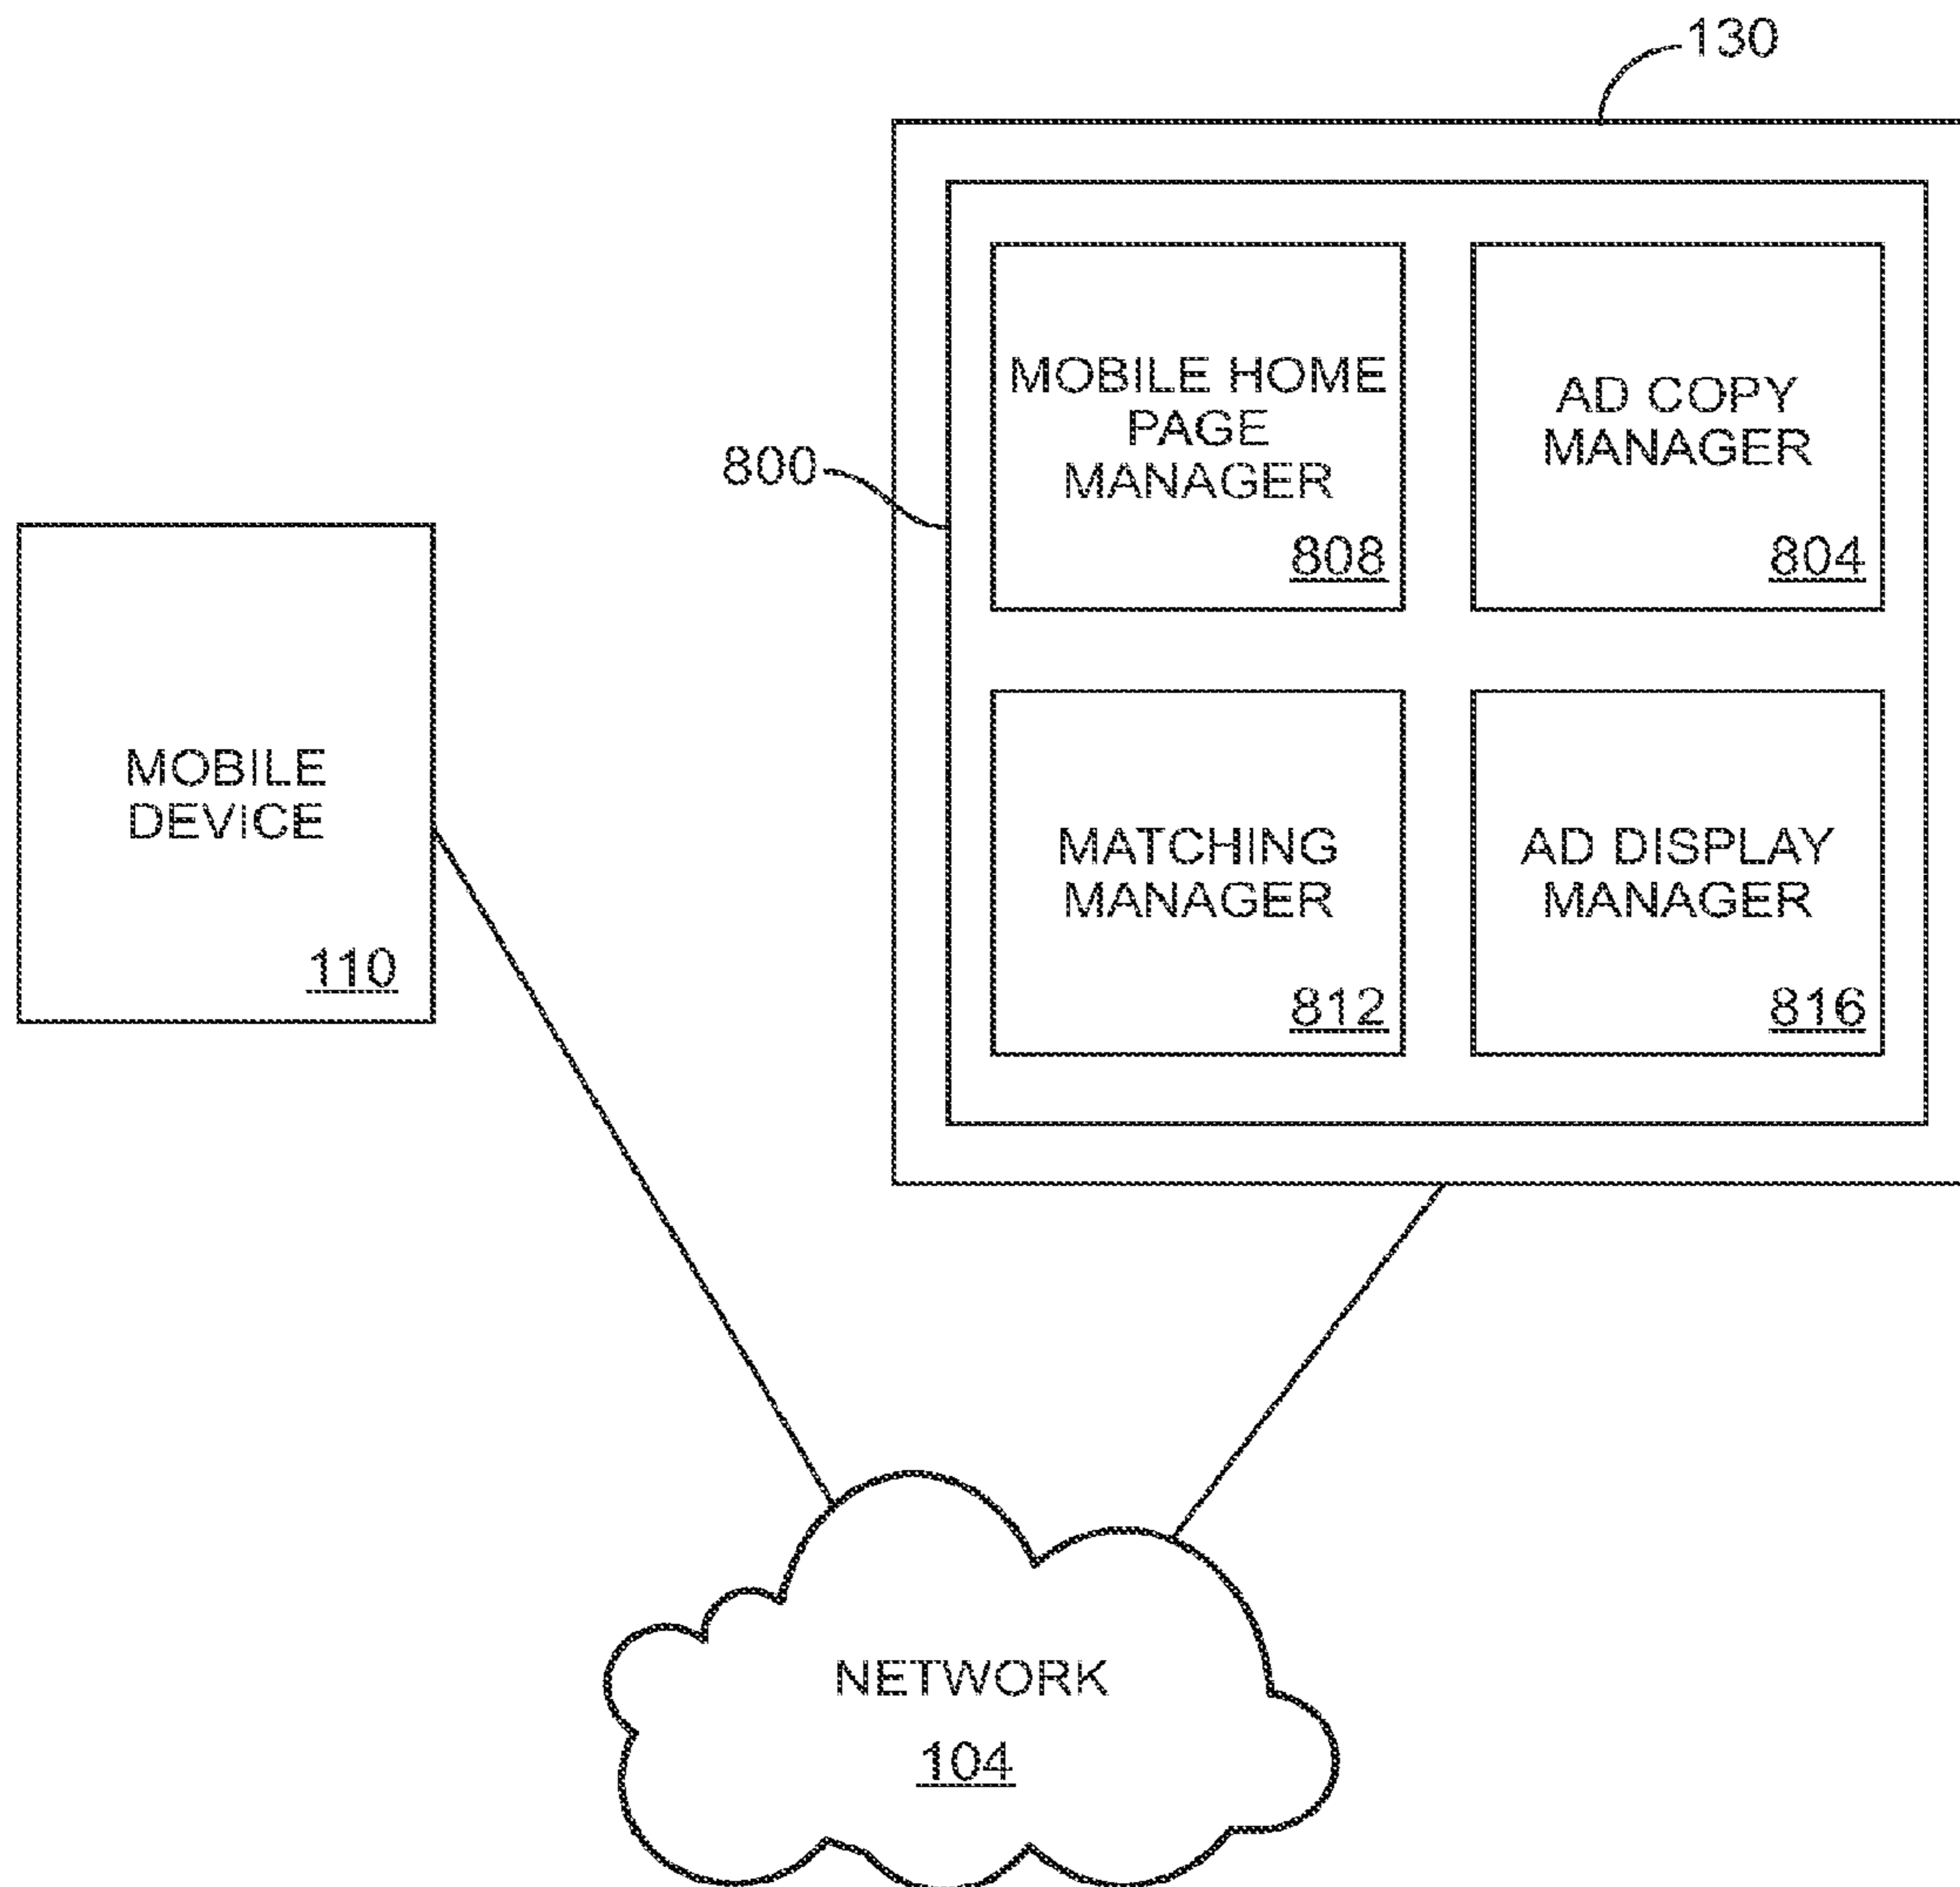 130
MOBILE HOME
PAGE
MANAGER
808
AD COPY
MANAGER
804
800
MOBILE
DEVICE
110
MATCHING
MANAGER
812
AD DISPLAY
MANAGER
816
NETWORK
104